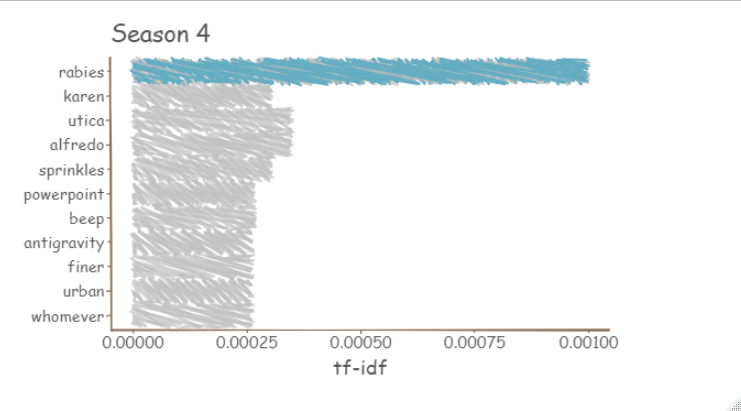 Season 4
rabies
karen
utica
alfredo
sprinkles
powerpoint
beep
antigravity
finer
urban
whomever
0.00000 0.00025 0.00050 0.00075 0.00100
tf-idf